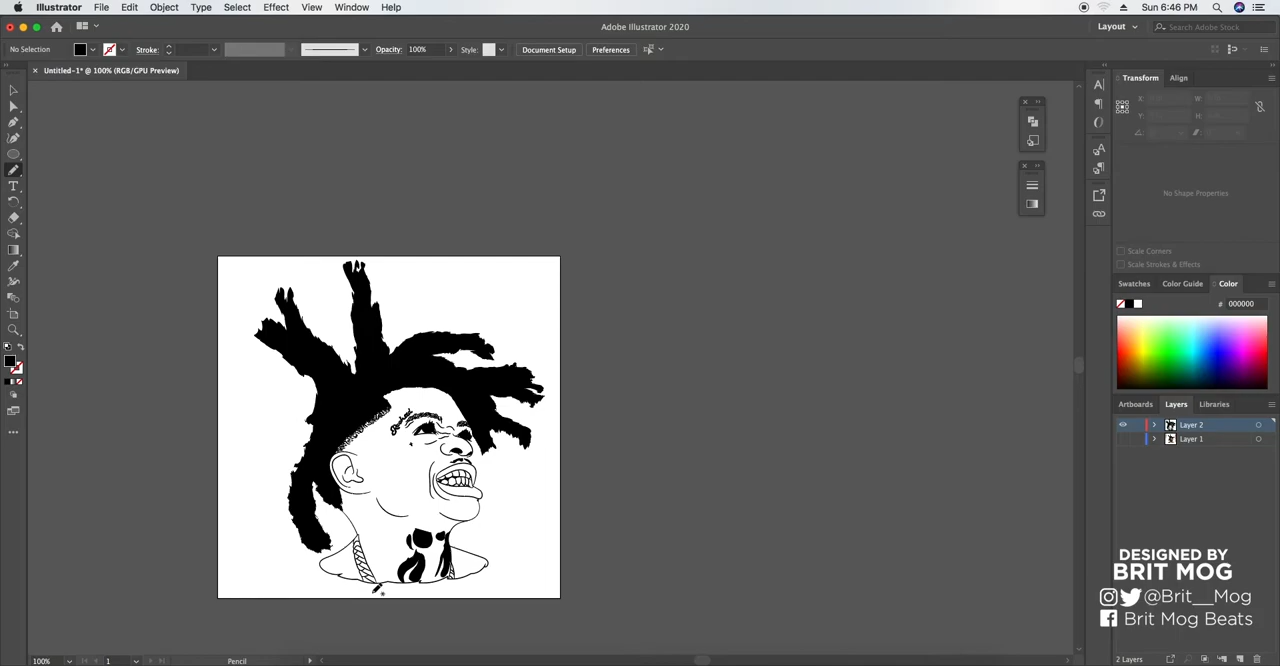 Illustrator File Edit Object Type Select Effect View Window Help Sun 6:46 PM
Adobe Illustrator 2020 Layout Search Adobe Stock
No Selection Stroke: Opacity: 100% Style: Document Setup Preferences
× Untitled-1* @ 100% (RGB/GPU Preview)
Transform Align
X: W:
Y: H:
No Shape Properties
Scale Corners
Scale Strokes & Effects
Swatches Color Guide Color
# 000000
Artboards Layers Libraries
Layer 2
Layer 1
DESIGNED BY
BRIT MOG
@Brit__Mog
Brit Mog Beats
100% 1 Pencil 2 Layers